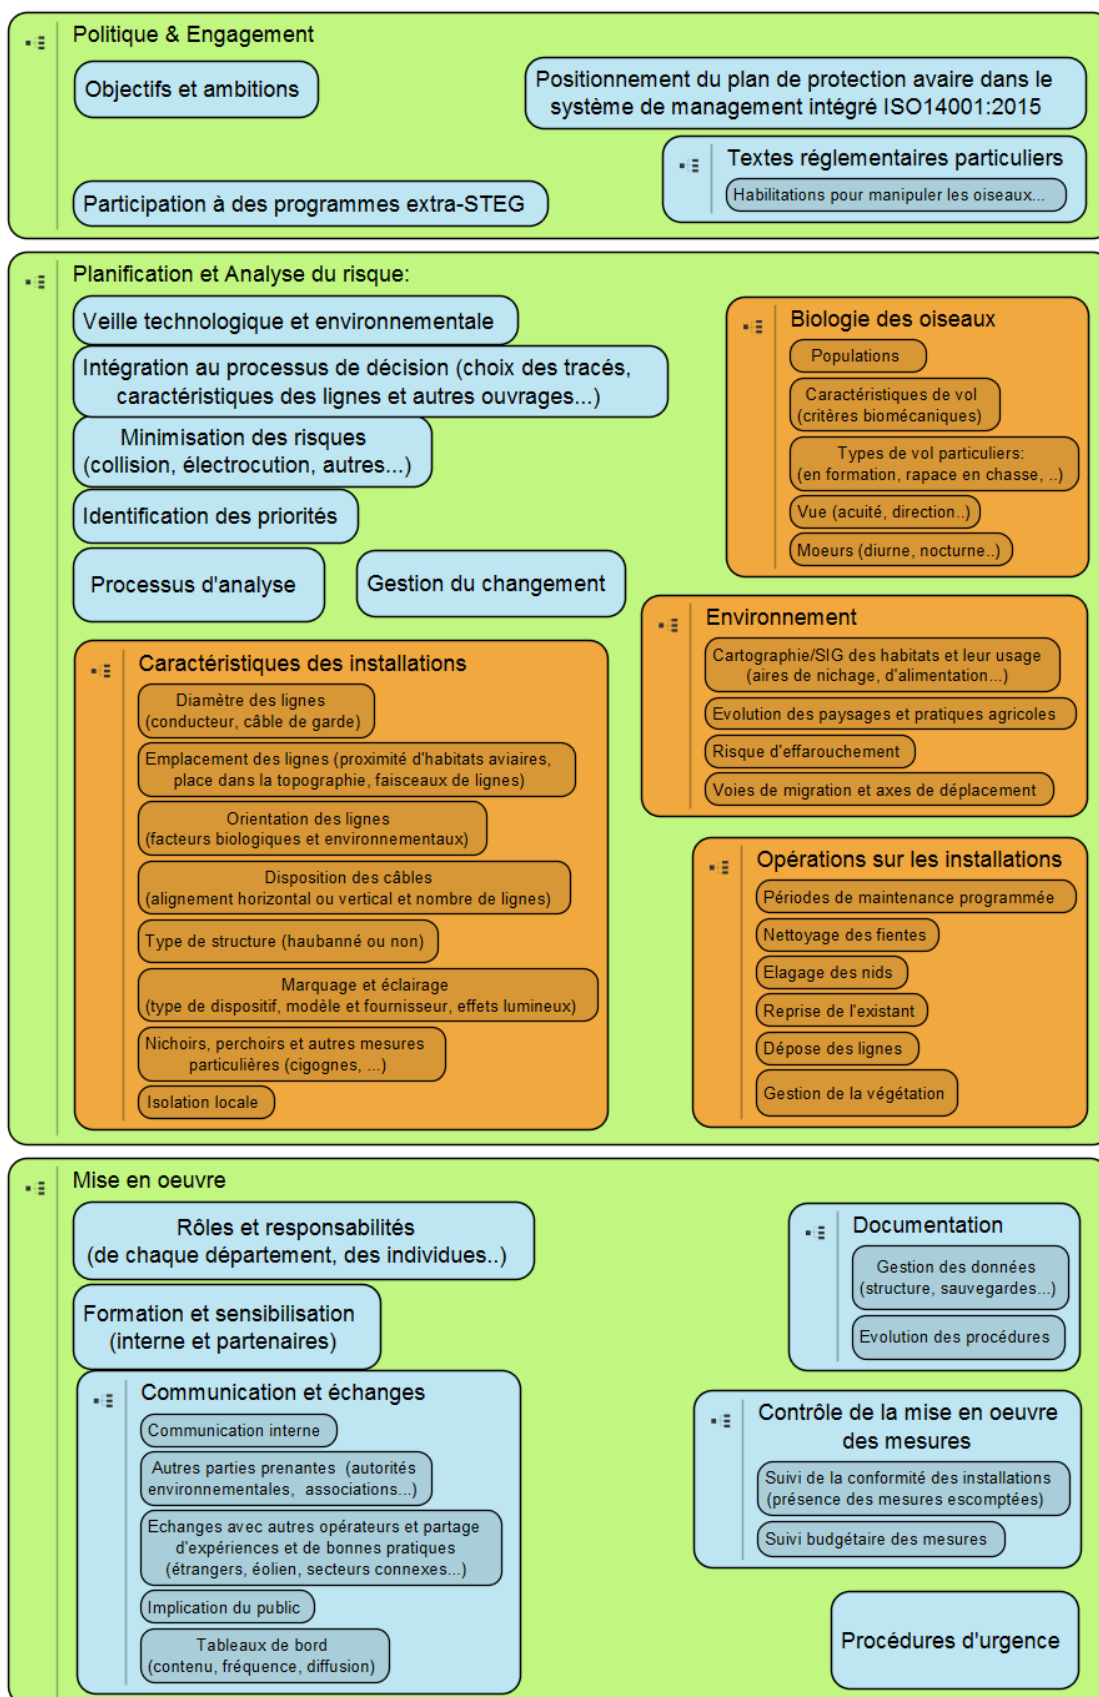 Politique & Engagement
Objectifs et ambitions
Positionnement du plan de protection avaire dans le
système de management intégré ISO14001:2015
Textes réglementaires particuliers
Habilitations pour manipuler les oiseaux...
Participation à des programmes extra-STEG
Planification et Analyse du risque:
Veille technologique et environnementale
Intégration au processus de décision (choix des tracés,
caractéristiques des lignes et autres ouvrages...)
Minimisation des risques
(collision, électrocution, autres...)
Identification des priorités
Processus d'analyse
Gestion du changement
Biologie des oiseaux
Populations
Caractéristiques de vol
(critères biomécaniques)
Types de vol particuliers:
(en formation, rapace en chasse, ..)
Vue (acuité, direction..)
Moeurs (diurne, nocturne..)
Environnement
Cartographie/SIG des habitats et leur usage
(aires de nichage, d'alimentation...)
Evolution des paysages et pratiques agricoles
Risque d'effarouchement
Voies de migration et axes de déplacement
Caractéristiques des installations
Diamètre des lignes
(conducteur, câble de garde)
Emplacement des lignes (proximité d'habitats aviaires,
place dans la topographie, faisceaux de lignes)
Orientation des lignes
(facteurs biologiques et environnementaux)
Disposition des câbles
(alignement horizontal ou vertical et nombre de lignes)
Type de structure (haubanné ou non)
Marquage et éclairage
(type de dispositif, modèle et fournisseur, effets lumineux)
Nichoirs, perchoirs et autres mesures
particulières (cigognes, ...)
Isolation locale
Opérations sur les installations
Périodes de maintenance programmée
Nettoyage des fientes
Elagage des nids
Reprise de l'existant
Dépose des lignes
Gestion de la végétation
Mise en oeuvre
Rôles et responsabilités
(de chaque département, des individues..)
Formation et sensibilisation
(interne et partenaires)
Communication et échanges
Communication interne
Autres parties prenantes (autorités
environnementales, associations...)
Echanges avec autres opérateurs et partage
d'expériences et de bonnes pratiques
(étrangers, éolien, secteurs connexes...)
Implication du public
Tableaux de bord
(contenu, fréquence, diffusion)
Documentation
Gestion des données
(structure, sauvegardes...)
Evolution des procédures
Contrôle de la mise en oeuvre
des mesures
Suivi de la conformité des installations
(présence des mesures escomptées)
Suivi budgétaire des mesures
Procédures d'urgence